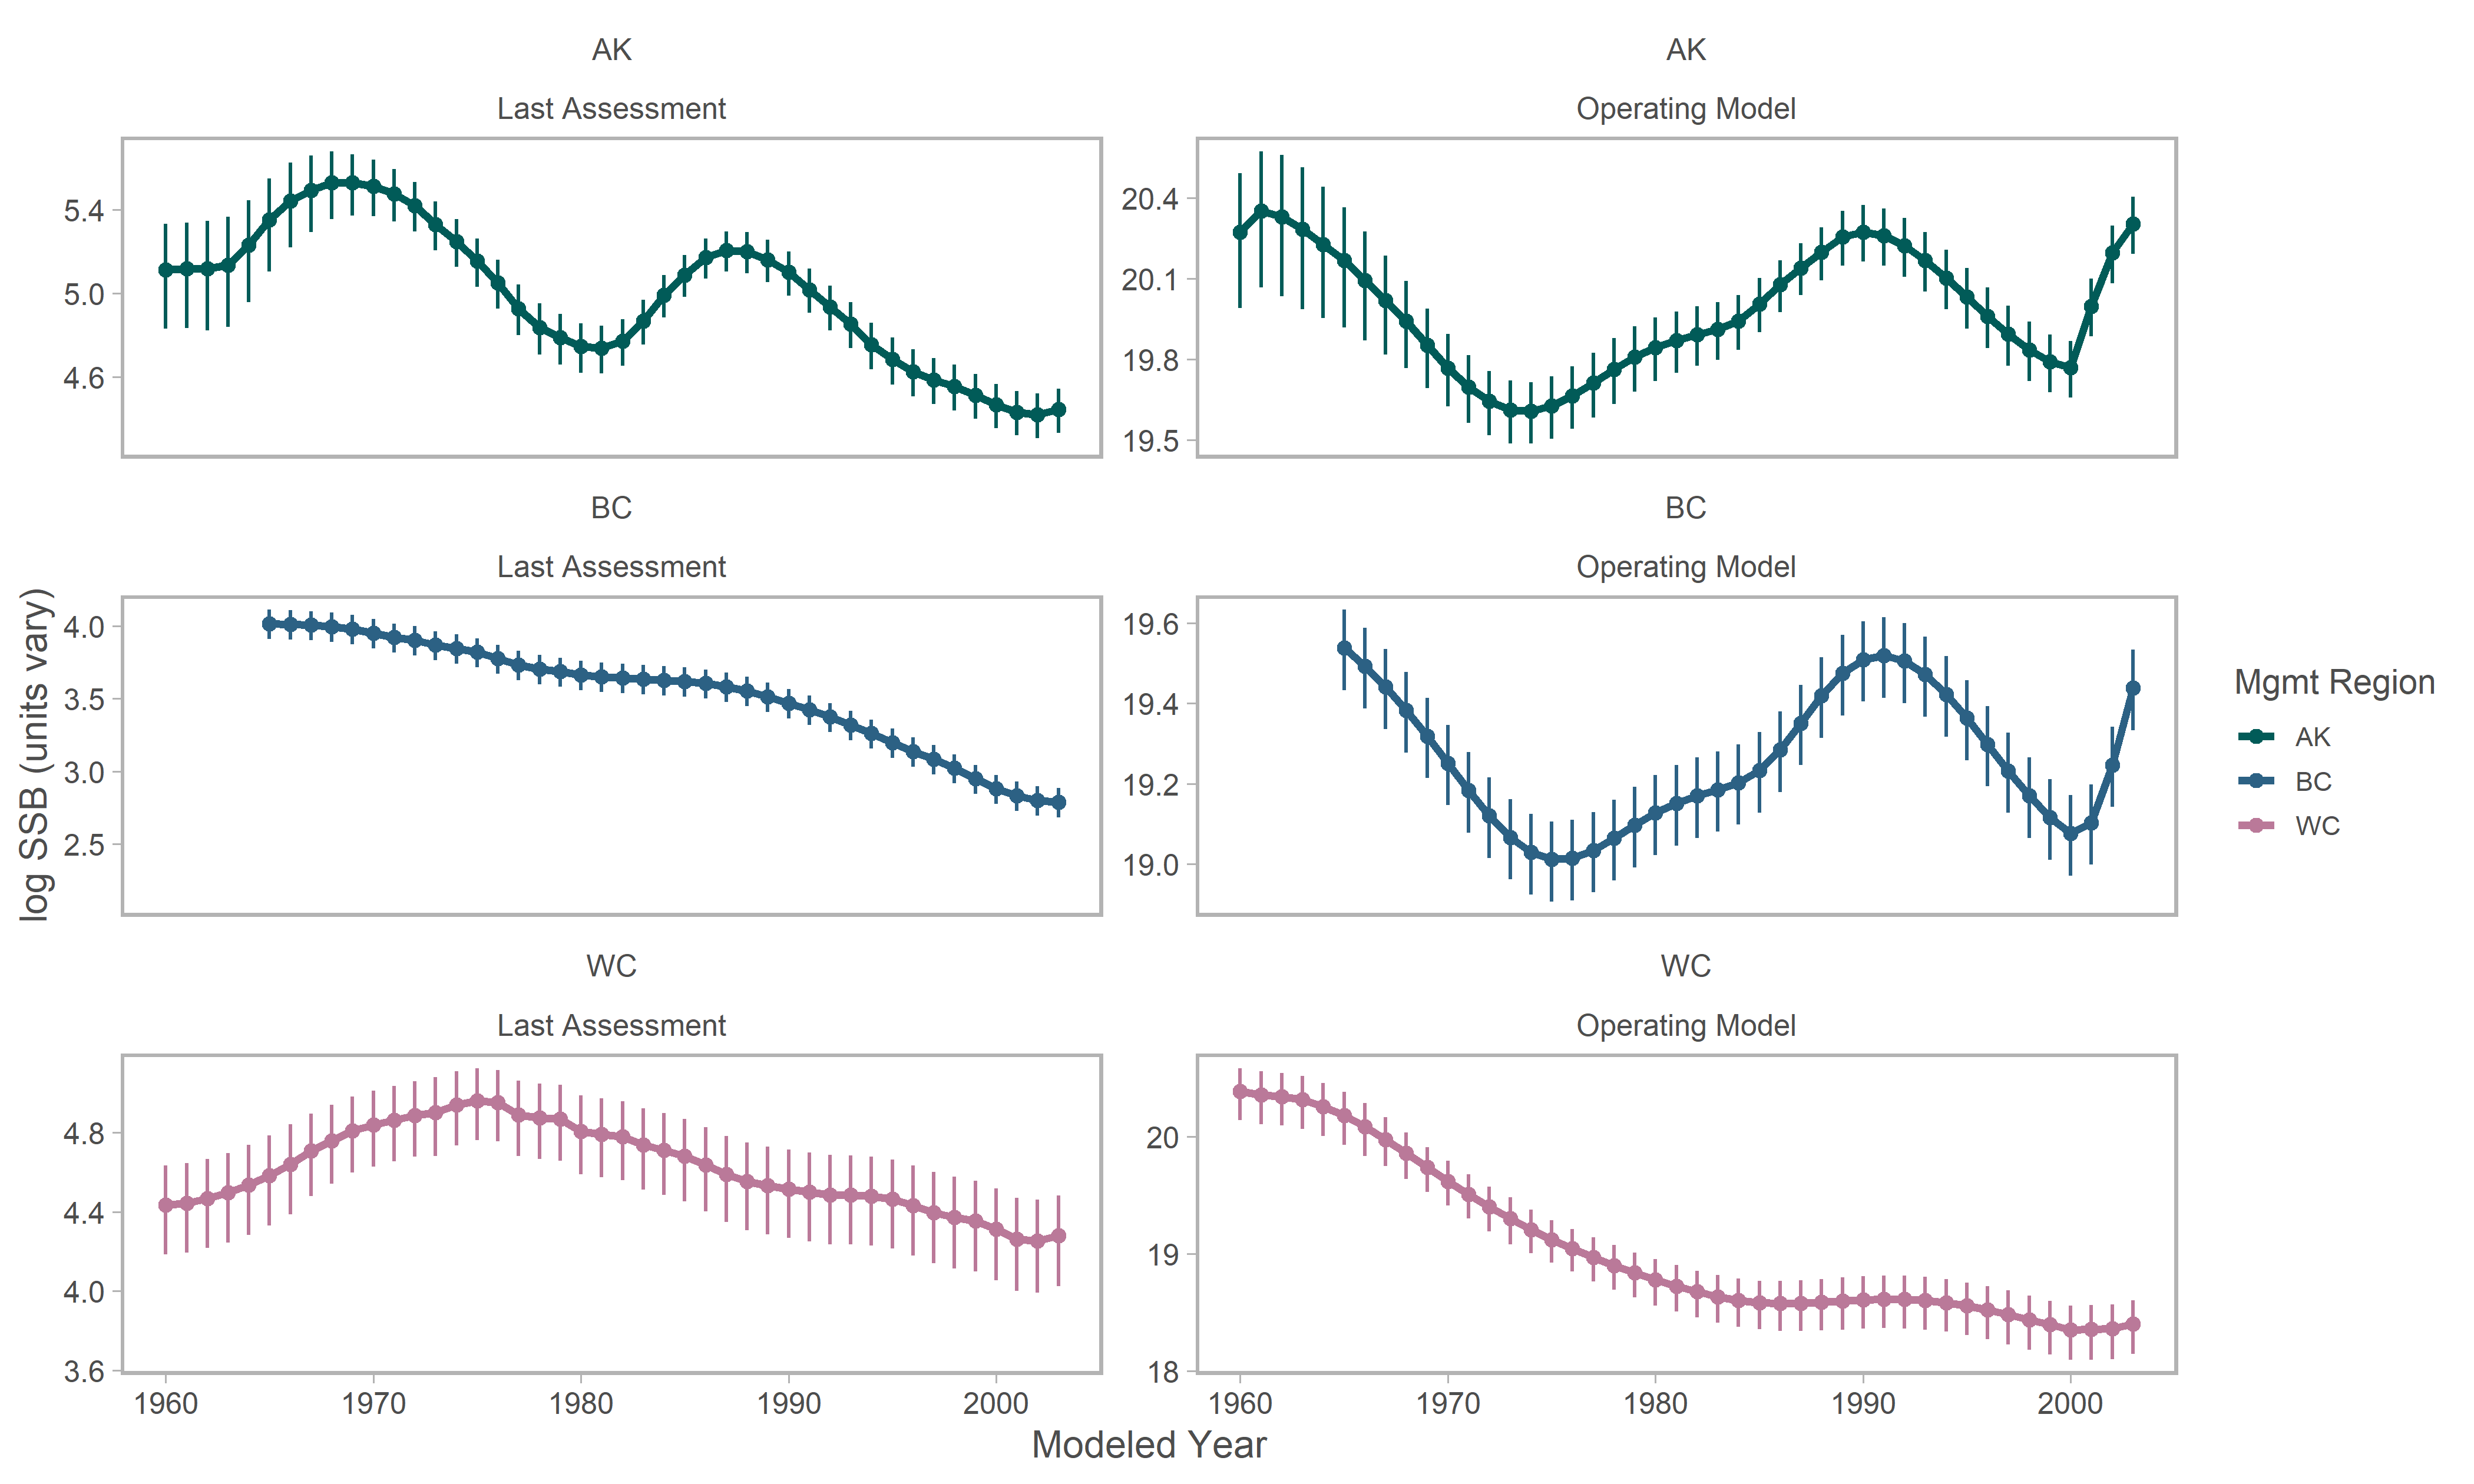 AK
Last Assessment
5.4
5.0
4.6
AK
Operating Model
20.4
20.1
19.8
19.5
BC
Last Assessment
4.0
3.5
3.0
2.5
BC
Operating Model
19.6
19.4
19.2
19.0
WC
Last Assessment
4.8
4.4
4.0
3.6
1960 1970 1980 1990 2000
WC
Operating Model
20
19
18
1960 1970 1980 1990 2000
log SSB (units vary)
Modeled Year
Mgmt Region
AK
BC
WC